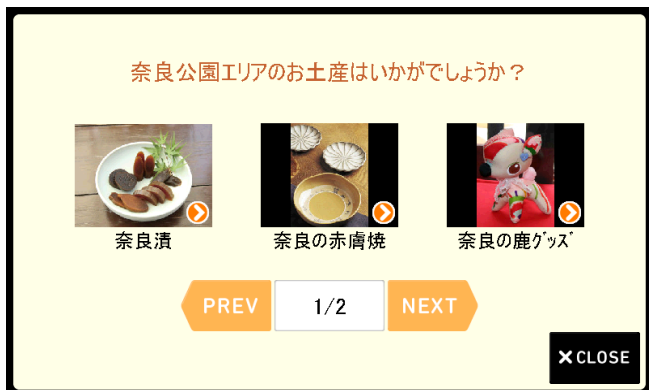 奈良公園エリアのお土産はいかがでしょうか？
奈良漬
奈良の赤膚焼
奈良の鹿ｸﾞｯｽﾞ
PREV
1/2
NEXT
×CLOSE